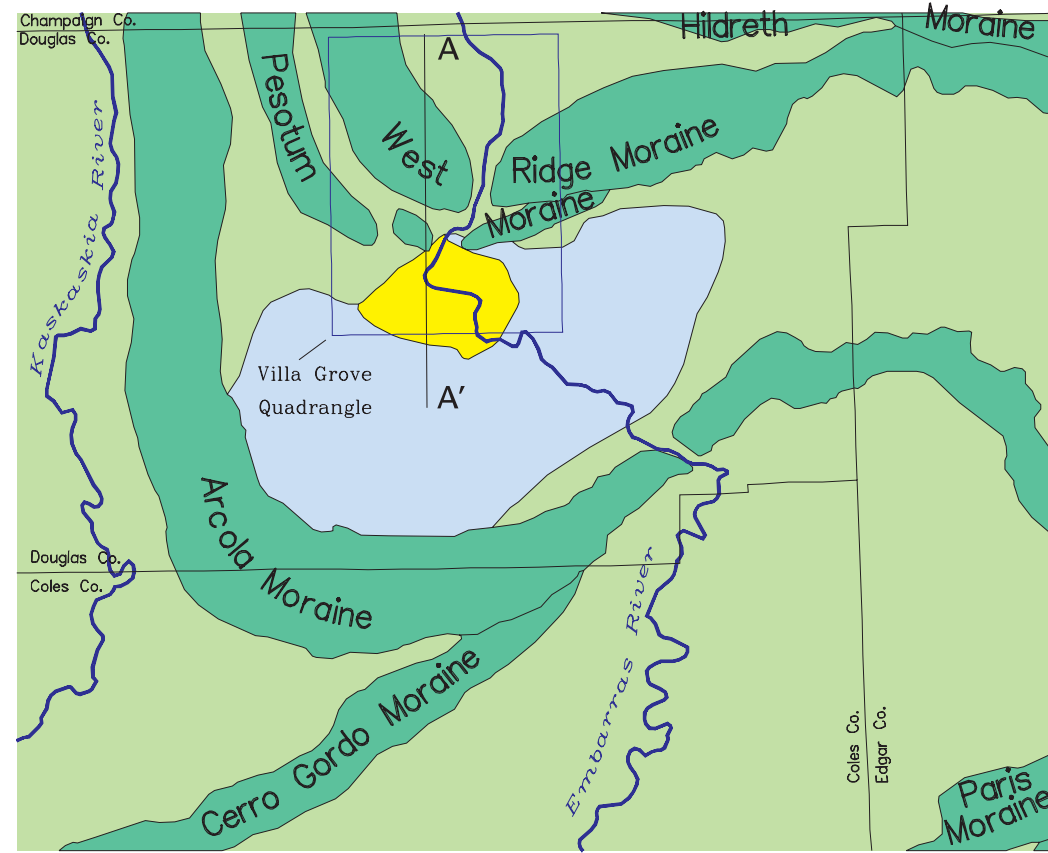 Champaign Co.
Douglas Co.
Hildreth Moraine
A
Pesotum
West
Ridge Moraine
Moraine
Kaskaskia River
Villa Grove
Quadrangle
A′
Arcola Moraine
Douglas Co.
Coles Co.
Embarras River
Cerro Gordo Moraine
Coles Co.
Edgar Co.
Paris
Moraine